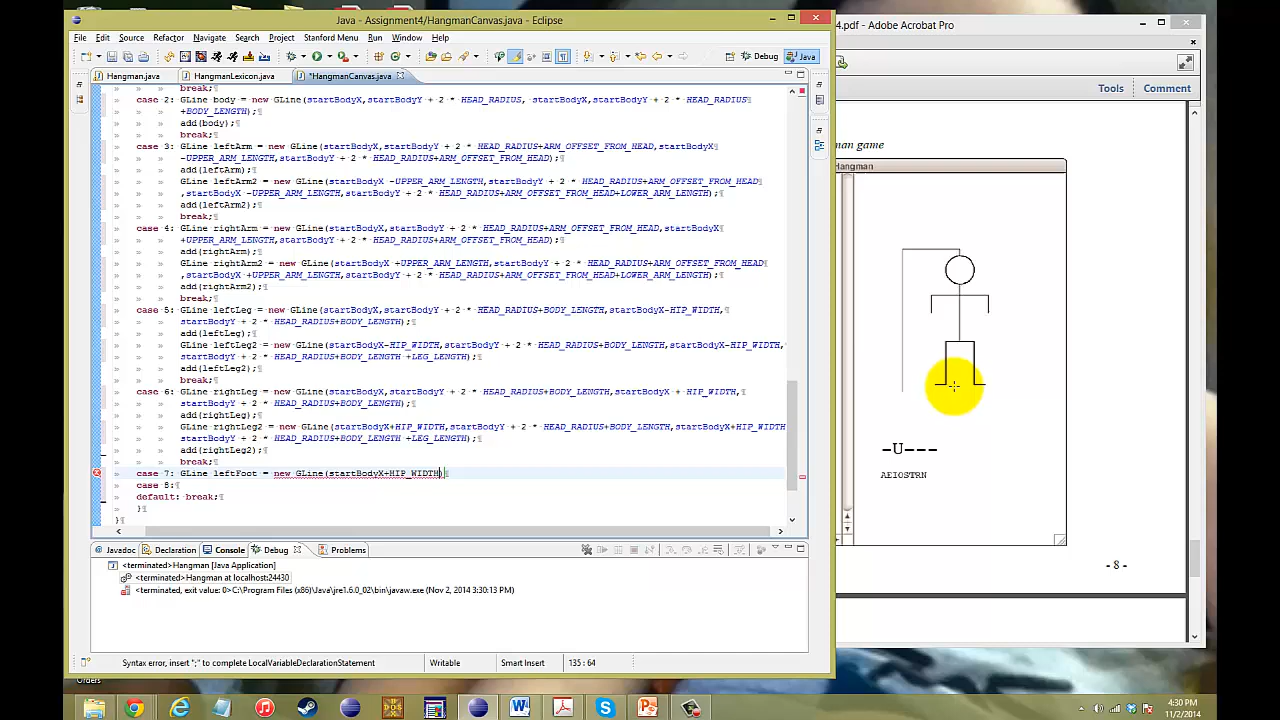 Java - Assignment4/HangmanCanvas.java - Eclipse
4.pdf - Adobe Acrobat Pro
File Edit Source Refactor Navigate Search Project Stanford Menu Run Window Help
Debug Java
Hangman.java HangmanLexicon.java *HangmanCanvas.java
Tools Comment
break;
case 2: GLine body = new GLine(startBodyX,startBodyY + 2 * HEAD_RADIUS, startBodyX,startBodyY + 2 * HEAD_RADIUS
+BODY_LENGTH);
add(body);
break;
case 3: GLine leftArm = new GLine(startBodyX,startBodyY + 2 * HEAD_RADIUS+ARM_OFFSET_FROM_HEAD,startBodyX
-UPPER_ARM_LENGTH,startBodyY + 2 * HEAD_RADIUS+ARM_OFFSET_FROM_HEAD);
add(leftArm);
GLine leftArm2 = new GLine(startBodyX -UPPER_ARM_LENGTH,startBodyY + 2 * HEAD_RADIUS+ARM_OFFSET_FROM_HEAD
,startBodyX -UPPER_ARM_LENGTH,startBodyY + 2 * HEAD_RADIUS+ARM_OFFSET_FROM_HEAD+LOWER_ARM_LENGTH);
add(leftArm2);
break;
case 4: GLine rightArm = new GLine(startBodyX,startBodyY + 2 * HEAD_RADIUS+ARM_OFFSET_FROM_HEAD,startBodyX
+UPPER_ARM_LENGTH,startBodyY + 2 * HEAD_RADIUS+ARM_OFFSET_FROM_HEAD);
add(rightArm);
GLine rightArm2 = new GLine(startBodyX +UPPER_ARM_LENGTH,startBodyY + 2 * HEAD_RADIUS+ARM_OFFSET_FROM_HEAD
,startBodyX +UPPER_ARM_LENGTH,startBodyY + 2 * HEAD_RADIUS+ARM_OFFSET_FROM_HEAD+LOWER_ARM_LENGTH);
add(rightArm2);
break;
case 5: GLine leftLeg = new GLine(startBodyX,startBodyY + 2 * HEAD_RADIUS+BODY_LENGTH,startBodyX-HIP_WIDTH,
startBodyY + 2 * HEAD_RADIUS+BODY_LENGTH);
add(leftLeg);
GLine leftLeg2 = new GLine(startBodyX-HIP_WIDTH,startBodyY + 2 * HEAD_RADIUS+BODY_LENGTH,startBodyX-HIP_WIDTH,
startBodyY + 2 * HEAD_RADIUS+BODY_LENGTH+LEG_LENGTH);
add(leftLeg2);
break;
case 6: GLine rightLeg = new GLine(startBodyX,startBodyY + 2 * HEAD_RADIUS+BODY_LENGTH,startBodyX + HIP_WIDTH,
startBodyY + 2 * HEAD_RADIUS+BODY_LENGTH);
add(rightLeg);
GLine rightLeg2 = new GLine(startBodyX+HIP_WIDTH,startBodyY + 2 * HEAD_RADIUS+BODY_LENGTH,startBodyX+HIP_WIDTH
startBodyY + 2 * HEAD_RADIUS+BODY_LENGTH +LEG_LENGTH);
add(rightLeg2);
break;
case 7: GLine leftFoot = new GLine(startBodyX+HIP_WIDTH)
case 8:
default: break;
}
}
man game
Hangman
-U---
AEIOSTRN
- 8 -
Javadoc Declaration Console Debug Problems
<terminated>Hangman [Java Application]
<terminated>Hangman at localhost:24430
<terminated, exit value: 0>C:\Program Files (x86)\Java\jre1.6.0_02\bin\javaw.exe (Nov 2, 2014 3:30:13 PM)
Syntax error, insert ";" to complete LocalVariableDeclarationStatement Writable Smart Insert 135 : 64
Orders
4:30 PM
11/2/2014